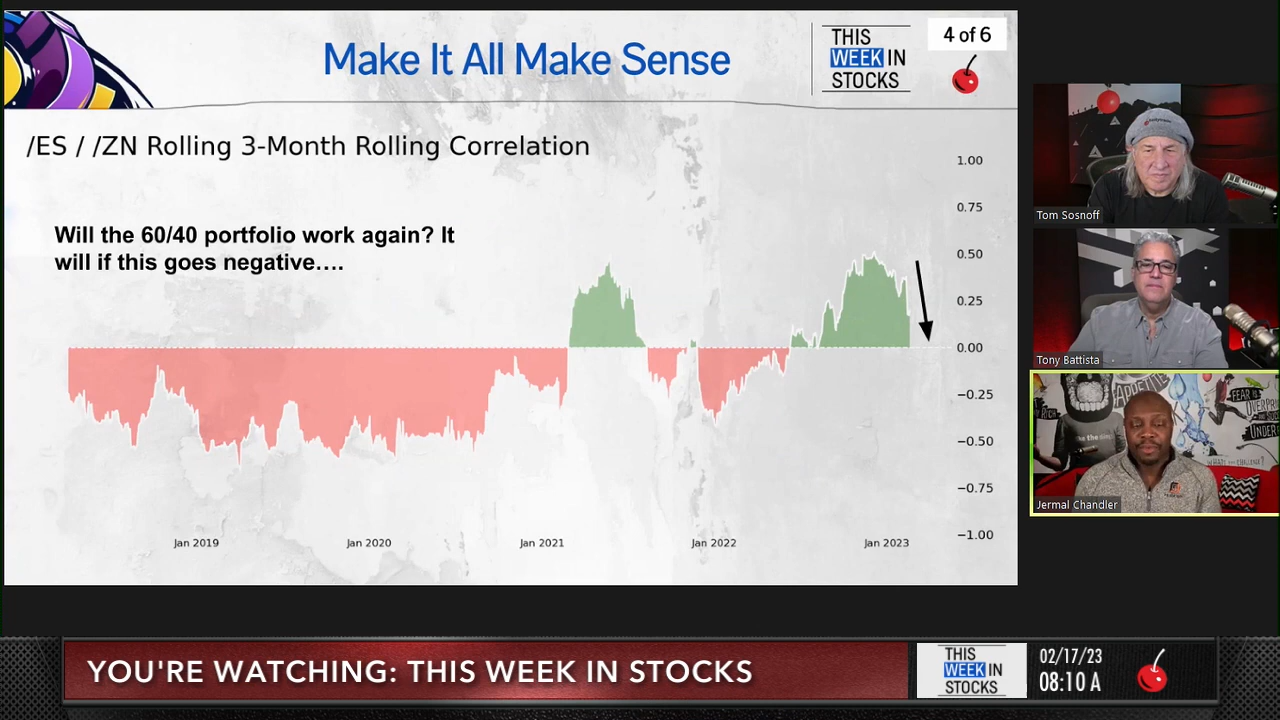 Make It All Make Sense
THIS
WEEK IN
STOCKS
4 of 6
/ES / /ZN Rolling 3-Month Rolling Correlation
Will the 60/40 portfolio work again? It
will if this goes negative….
1.00
0.75
0.50
0.25
0.00
−0.25
−0.50
−0.75
−1.00
Jan 2019
Jan 2020
Jan 2021
Jan 2022
Jan 2023
Tom Sosnoff
Tony Battista
APPETITE
FEAR IS
UNDER
Jermal Chandler
YOU'RE WATCHING: THIS WEEK IN STOCKS
THIS
WEEK IN
STOCKS
02/17/23
08:10 A